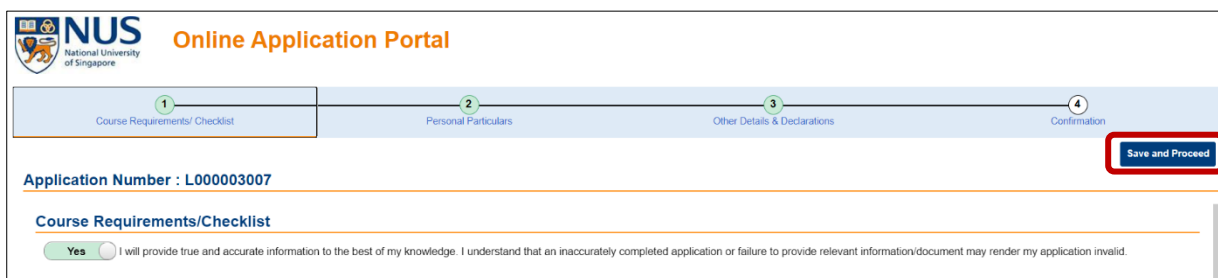 NUS
National University
of Singapore
Online Application Portal
1
Course Requirements/ Checklist
2
Personal Particulars
3
Other Details & Declarations
4
Confirmation
Save and Proceed
Application Number : L000003007
Course Requirements/Checklist
Yes I will provide true and accurate information to the best of my knowledge. I understand that an inaccurately completed application or failure to provide relevant information/document may render my application invalid.